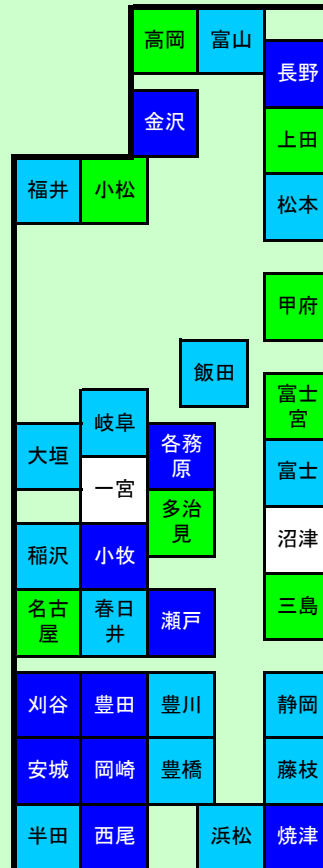 高岡
富山
長野
金沢
上田
福井
小松
松本
甲府
飯田
富士
宮
岐阜
大垣
各務
原
富士
一宮
多治
見
沼津
稲沢
小牧
名古
屋
春日
井
瀬戸
三島
刈谷
豊田
豊川
静岡
安城
岡崎
豊橋
藤枝
半田
西尾
浜松
焼津